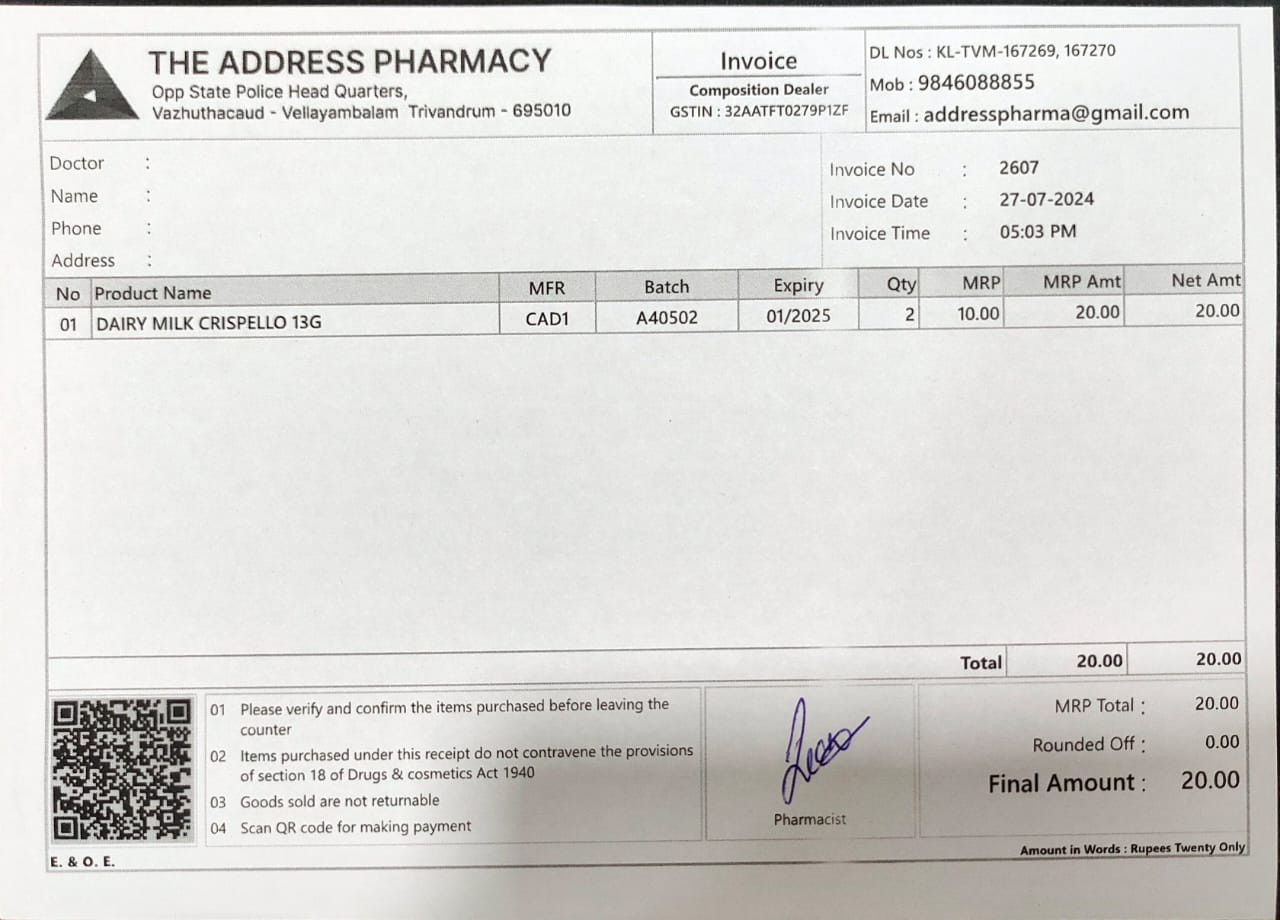 THE ADDRESS PHARMACY
Opp State Police Head Quarters,
Vazhuthacaud - Vellayambalam Trivandrum - 695010
Invoice
Composition Dealer
GSTIN : 32AATFT0279P1ZF
DL Nos : KL-TVM-167269, 167270
Mob : 9846088855
Email : addresspharma@gmail.com
Doctor :
Name :
Phone :
Address :
Invoice No : 2607
Invoice Date : 27-07-2024
Invoice Time : 05:03 PM
No Product Name MFR Batch Expiry Qty MRP MRP Amt Net Amt
01 DAIRY MILK CRISPELLO 13G CAD1 A40502 01/2025 2 10.00 20.00 20.00
Total 20.00 20.00
01 Please verify and confirm the items purchased before leaving the
counter
02 Items purchased under this receipt do not contravene the provisions
of section 18 of Drugs & cosmetics Act 1940
03 Goods sold are not returnable
04 Scan QR code for making payment
Pharmacist
MRP Total : 20.00
Rounded Off : 0.00
Final Amount : 20.00
E. & O. E.
Amount in Words : Rupees Twenty Only